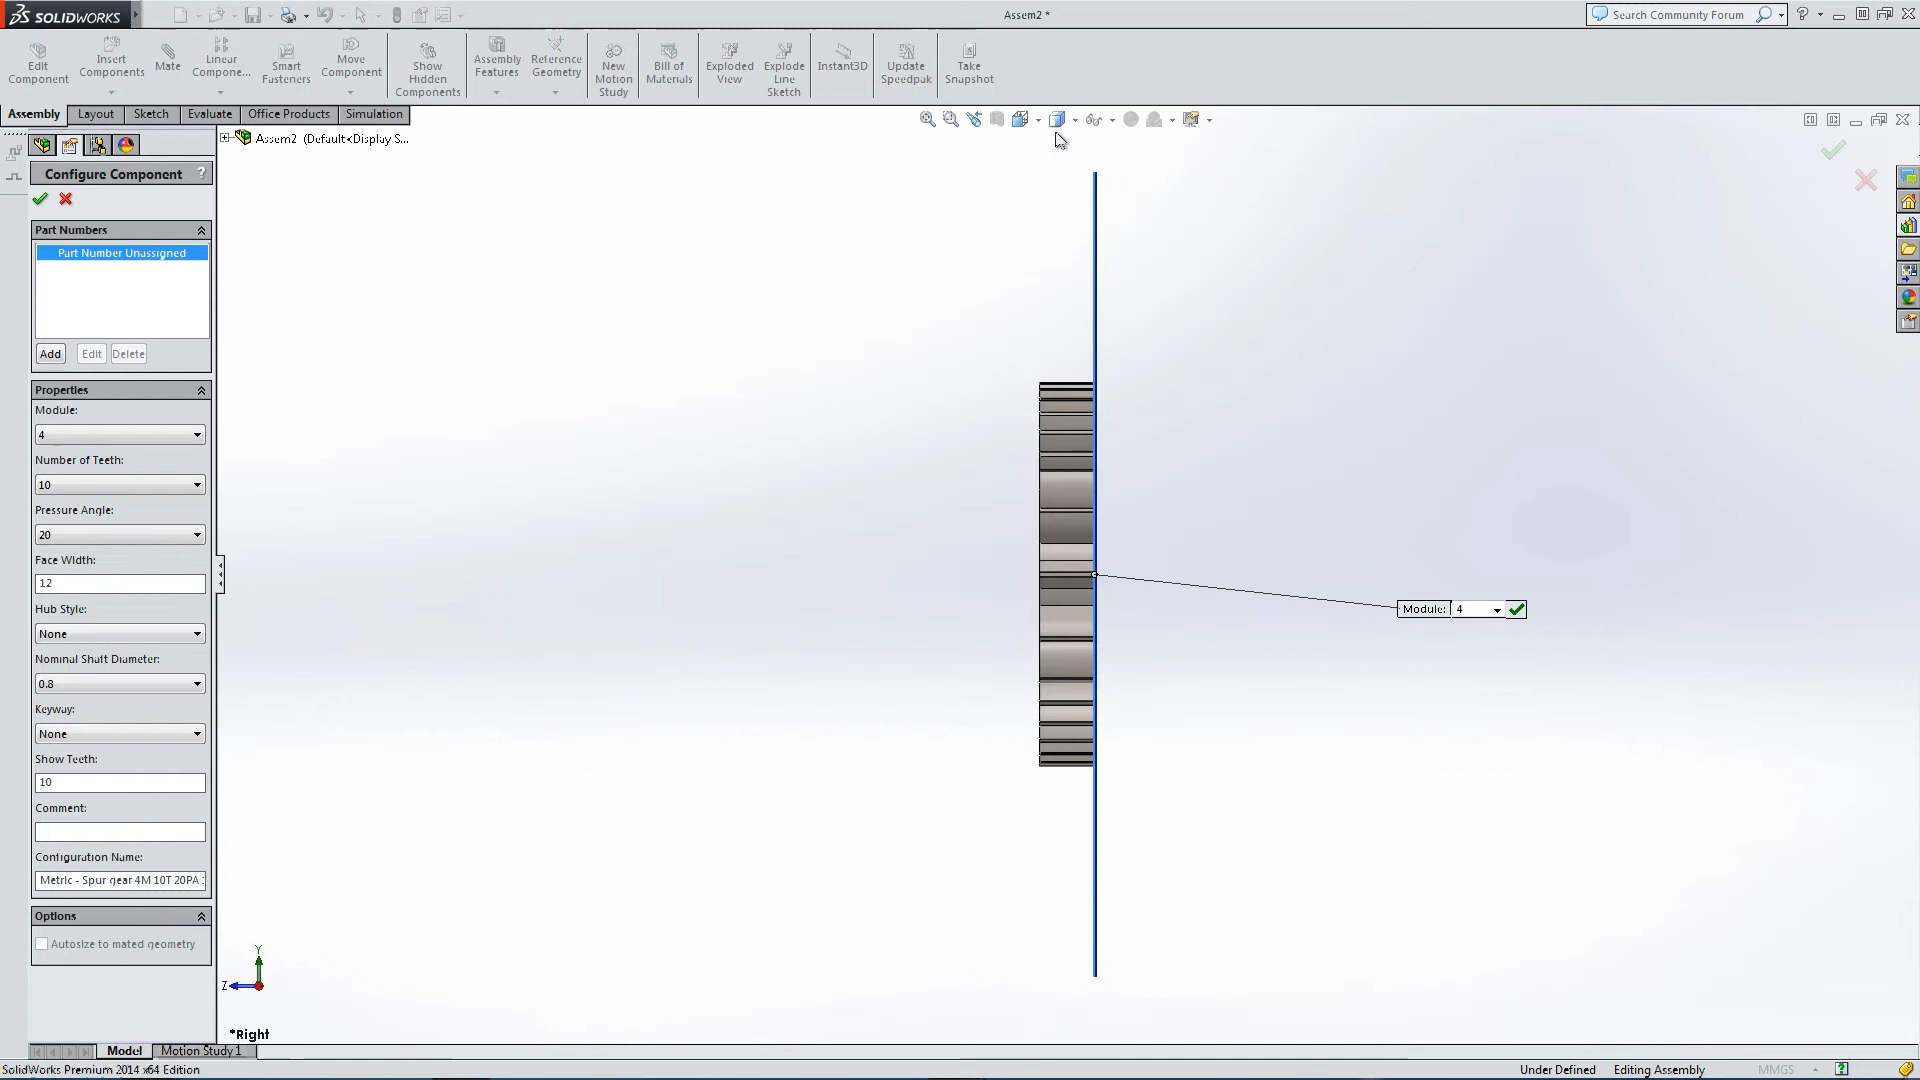 SOLIDWORKS
Assem2 *
Search Community Forum
Edit Component
Insert Components
Mate
Linear Compone...
Smart Fasteners
Move Component
Show Hidden Components
Assembly Features
Reference Geometry
New Motion Study
Bill of Materials
Exploded View
Explode Line Sketch
Instant3D
Update Speedpak
Take Snapshot
Assembly
Layout
Sketch
Evaluate
Office Products
Simulation
Assem2 (Default<Display S...
Configure Component
?
Part Numbers
Part Number Unassigned
Add
Edit
Delete
Properties
Module:
4
Number of Teeth:
10
Pressure Angle:
20
Face Width:
12
Hub Style:
None
Nominal Shaft Diameter:
0.8
Keyway:
None
Show Teeth:
10
Comment:
Configuration Name:
Metric - Spur gear 4M 10T 20PA
Options
Autosize to mated geometry
Module: 4
Y
Z
*Right
Model
Motion Study 1
SolidWorks Premium 2014 x64 Edition
Under Defined
Editing Assembly
MMGS